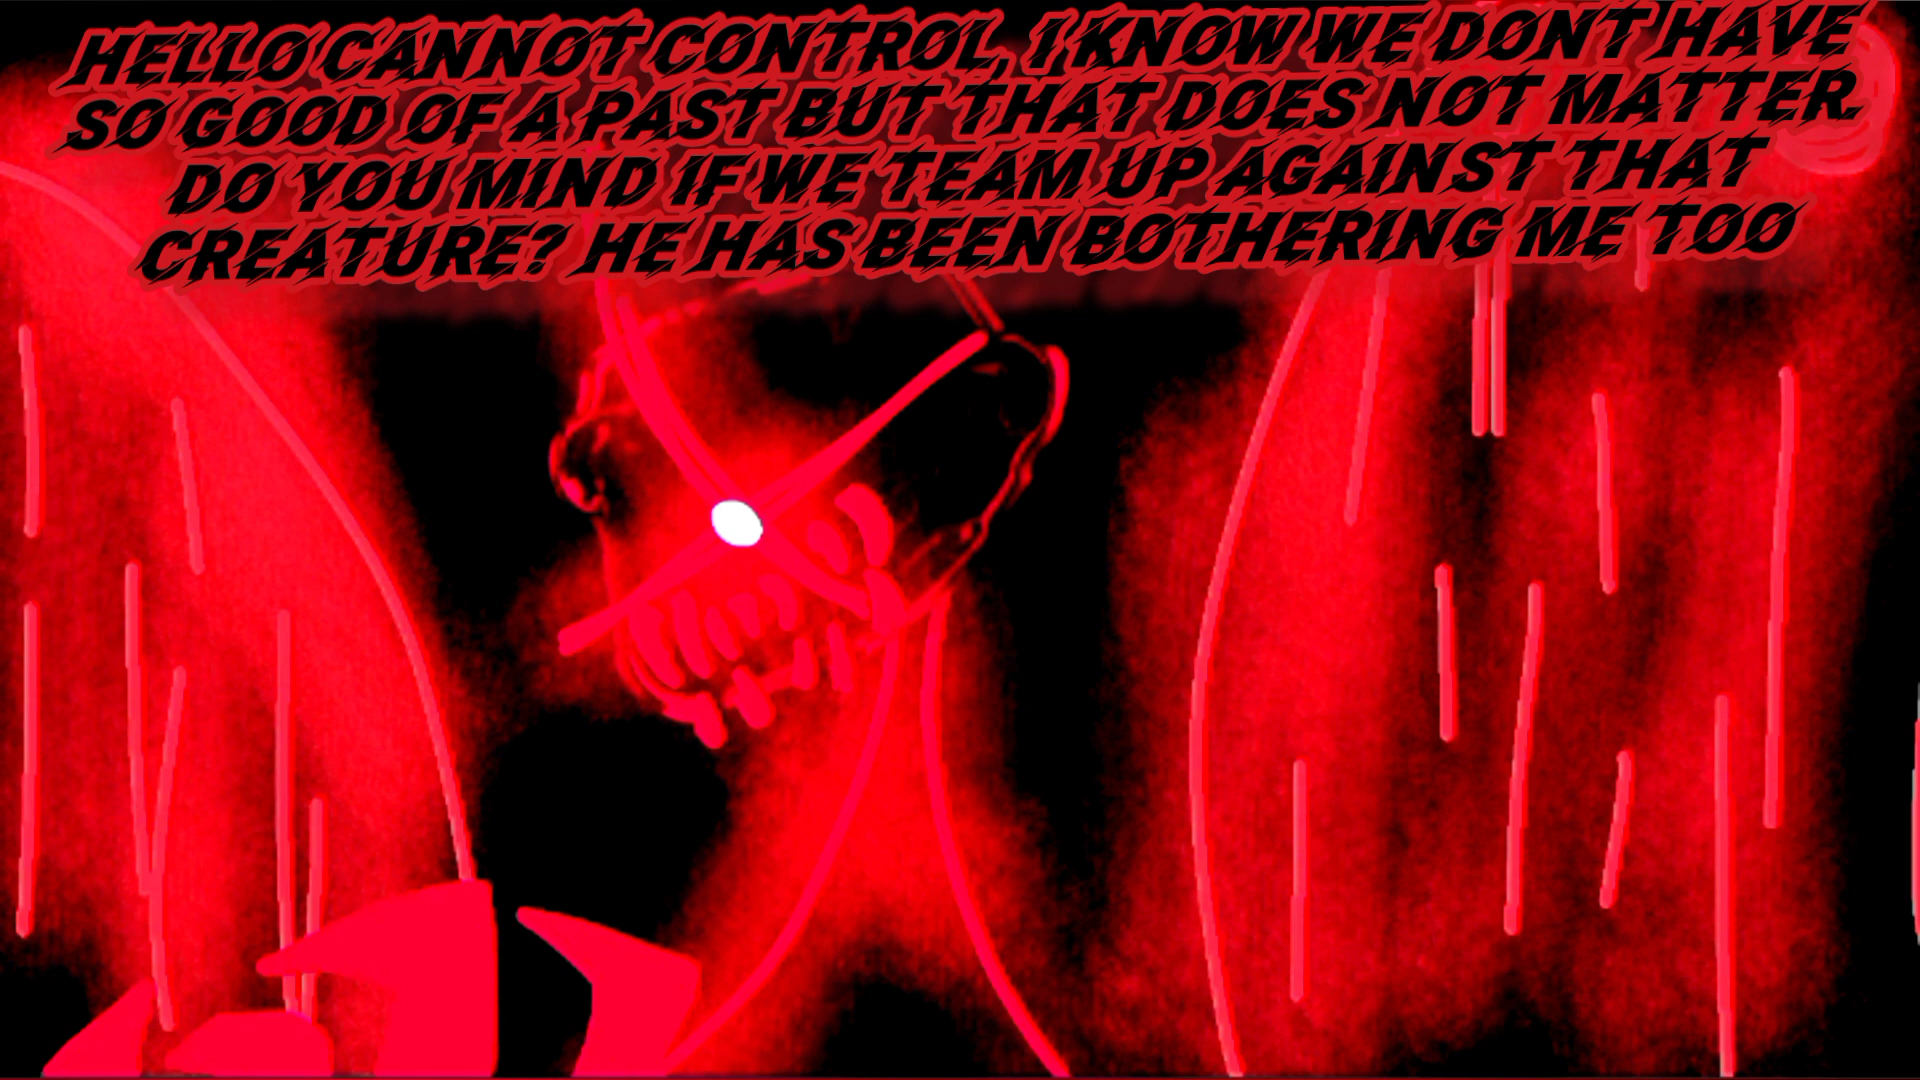 HELLO CANNOT CONTROL, I KNOW WE DONT HAVE
SO GOOD OF A PAST BUT THAT DOES NOT MATTER.
DO YOU MIND IF WE TEAM UP AGAINST THAT
CREATURE? HE HAS BEEN BOTHERING ME TOO